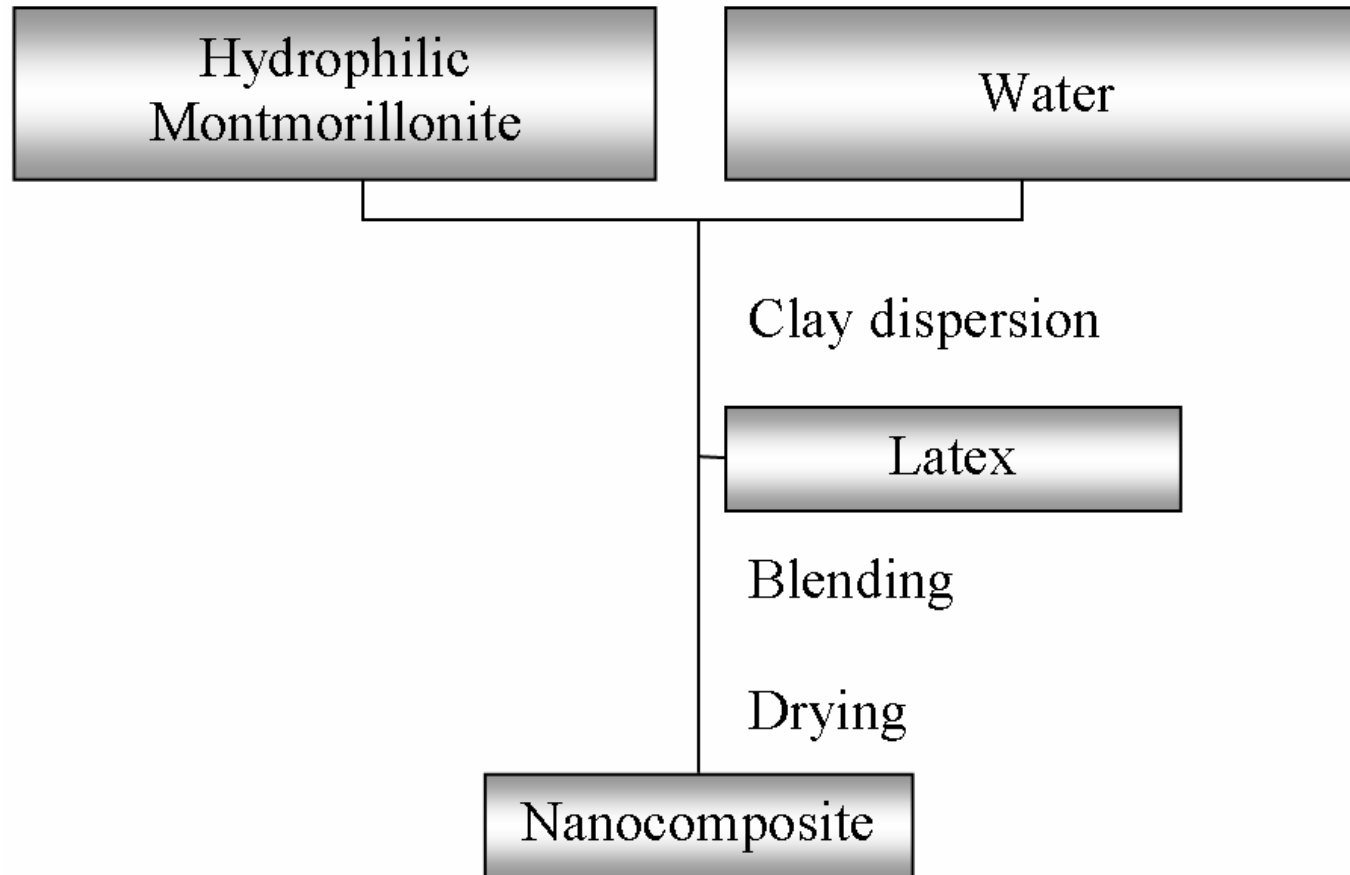 Hydrophilic
Montmorillonite
Water
Clay dispersion
Latex
Blending
Drying
Nanocomposite